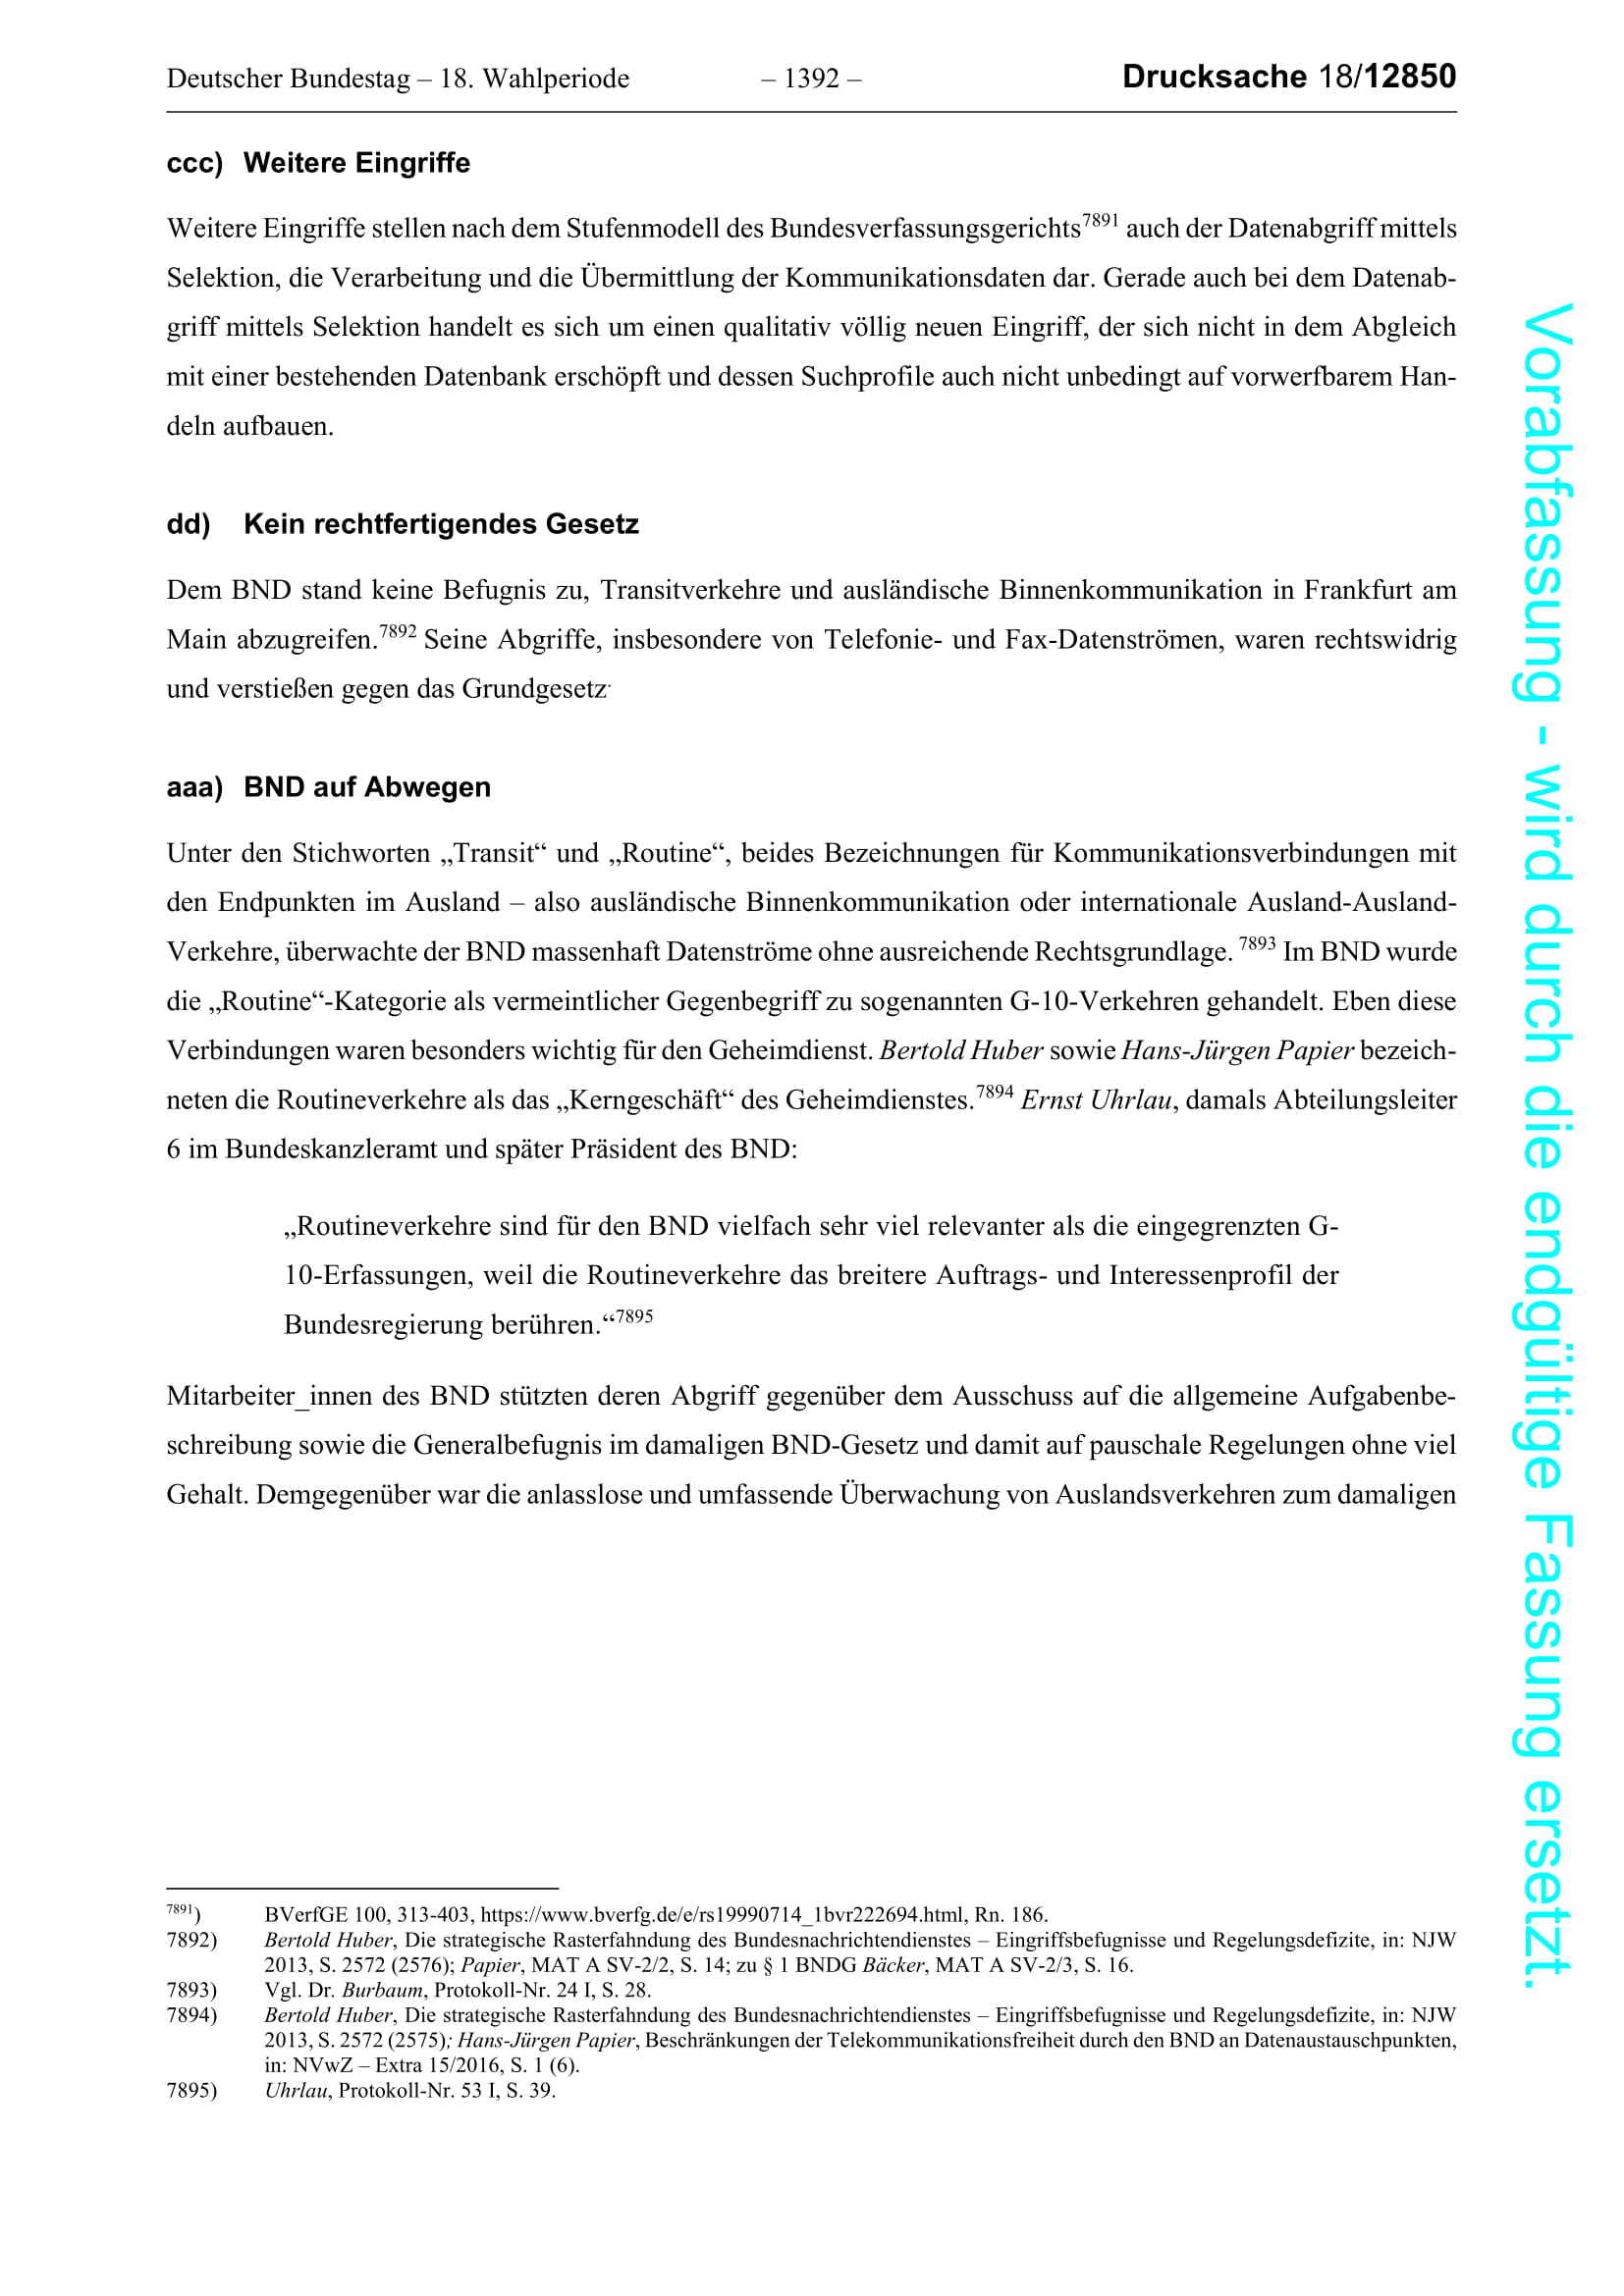 Deutscher Bundestag – 18. Wahlperiode – 1392 – Drucksache 18/12850
ccc) Weitere Eingriffe
Weitere Eingriffe stellen nach dem Stufenmodell des Bundesverfassungsgerichts7891 auch der Datenabgriff mittels
Selektion, die Verarbeitung und die Übermittlung der Kommunikationsdaten dar. Gerade auch bei dem Datenab-
griff mittels Selektion handelt es sich um einen qualitativ völlig neuen Eingriff, der sich nicht in dem Abgleich
mit einer bestehenden Datenbank erschöpft und dessen Suchprofile auch nicht unbedingt auf vorwerfbarem Han-
deln aufbauen.
dd) Kein rechtfertigendes Gesetz
Dem BND stand keine Befugnis zu, Transitverkehre und ausländische Binnenkommunikation in Frankfurt am
Main abzugreifen.7892 Seine Abgriffe, insbesondere von Telefonie- und Fax-Datenströmen, waren rechtswidrig
und verstießen gegen das Grundgesetz.
aaa) BND auf Abwegen
Unter den Stichworten „Transit“ und „Routine“, beides Bezeichnungen für Kommunikationsverbindungen mit
den Endpunkten im Ausland – also ausländische Binnenkommunikation oder internationale Ausland-Ausland-
Verkehre, überwachte der BND massenhaft Datenströme ohne ausreichende Rechtsgrundlage. 7893 Im BND wurde
die „Routine“-Kategorie als vermeintlicher Gegenbegriff zu sogenannten G-10-Verkehren gehandelt. Eben diese
Verbindungen waren besonders wichtig für den Geheimdienst. Bertold Huber sowie Hans-Jürgen Papier bezeich-
neten die Routineverkehre als das „Kerngeschäft“ des Geheimdienstes.7894 Ernst Uhrlau, damals Abteilungsleiter
6 im Bundeskanzleramt und später Präsident des BND:
„Routineverkehre sind für den BND vielfach sehr viel relevanter als die eingegrenzten G-
10-Erfassungen, weil die Routineverkehre das breitere Auftrags- und Interessenprofil der
Bundesregierung berühren.“7895
Mitarbeiter_innen des BND stützten deren Abgriff gegenüber dem Ausschuss auf die allgemeine Aufgabenbe-
schreibung sowie die Generalbefugnis im damaligen BND-Gesetz und damit auf pauschale Regelungen ohne viel
Gehalt. Demgegenüber war die anlasslose und umfassende Überwachung von Auslandsverkehren zum damaligen
7891) BVerfGE 100, 313-403, https://www.bverfg.de/e/rs19990714_1bvr222694.html, Rn. 186.
7892) Bertold Huber, Die strategische Rasterfahndung des Bundesnachrichtendienstes – Eingriffsbefugnisse und Regelungsdefizite, in: NJW
2013, S. 2572 (2576); Papier, MAT A SV-2/2, S. 14; zu § 1 BNDG Bäcker, MAT A SV-2/3, S. 16.
7893) Vgl. Dr. Burbaum, Protokoll-Nr. 24 I, S. 28.
7894) Bertold Huber, Die strategische Rasterfahndung des Bundesnachrichtendienstes – Eingriffsbefugnisse und Regelungsdefizite, in: NJW
2013, S. 2572 (2575); Hans-Jürgen Papier, Beschränkungen der Telekommunikationsfreiheit durch den BND an Datenaustauschpunkten,
in: NVwZ – Extra 15/2016, S. 1 (6).
7895) Uhrlau, Protokoll-Nr. 53 I, S. 39.
Vorabfassung - wird durch die endgültige Fassung ersetzt.